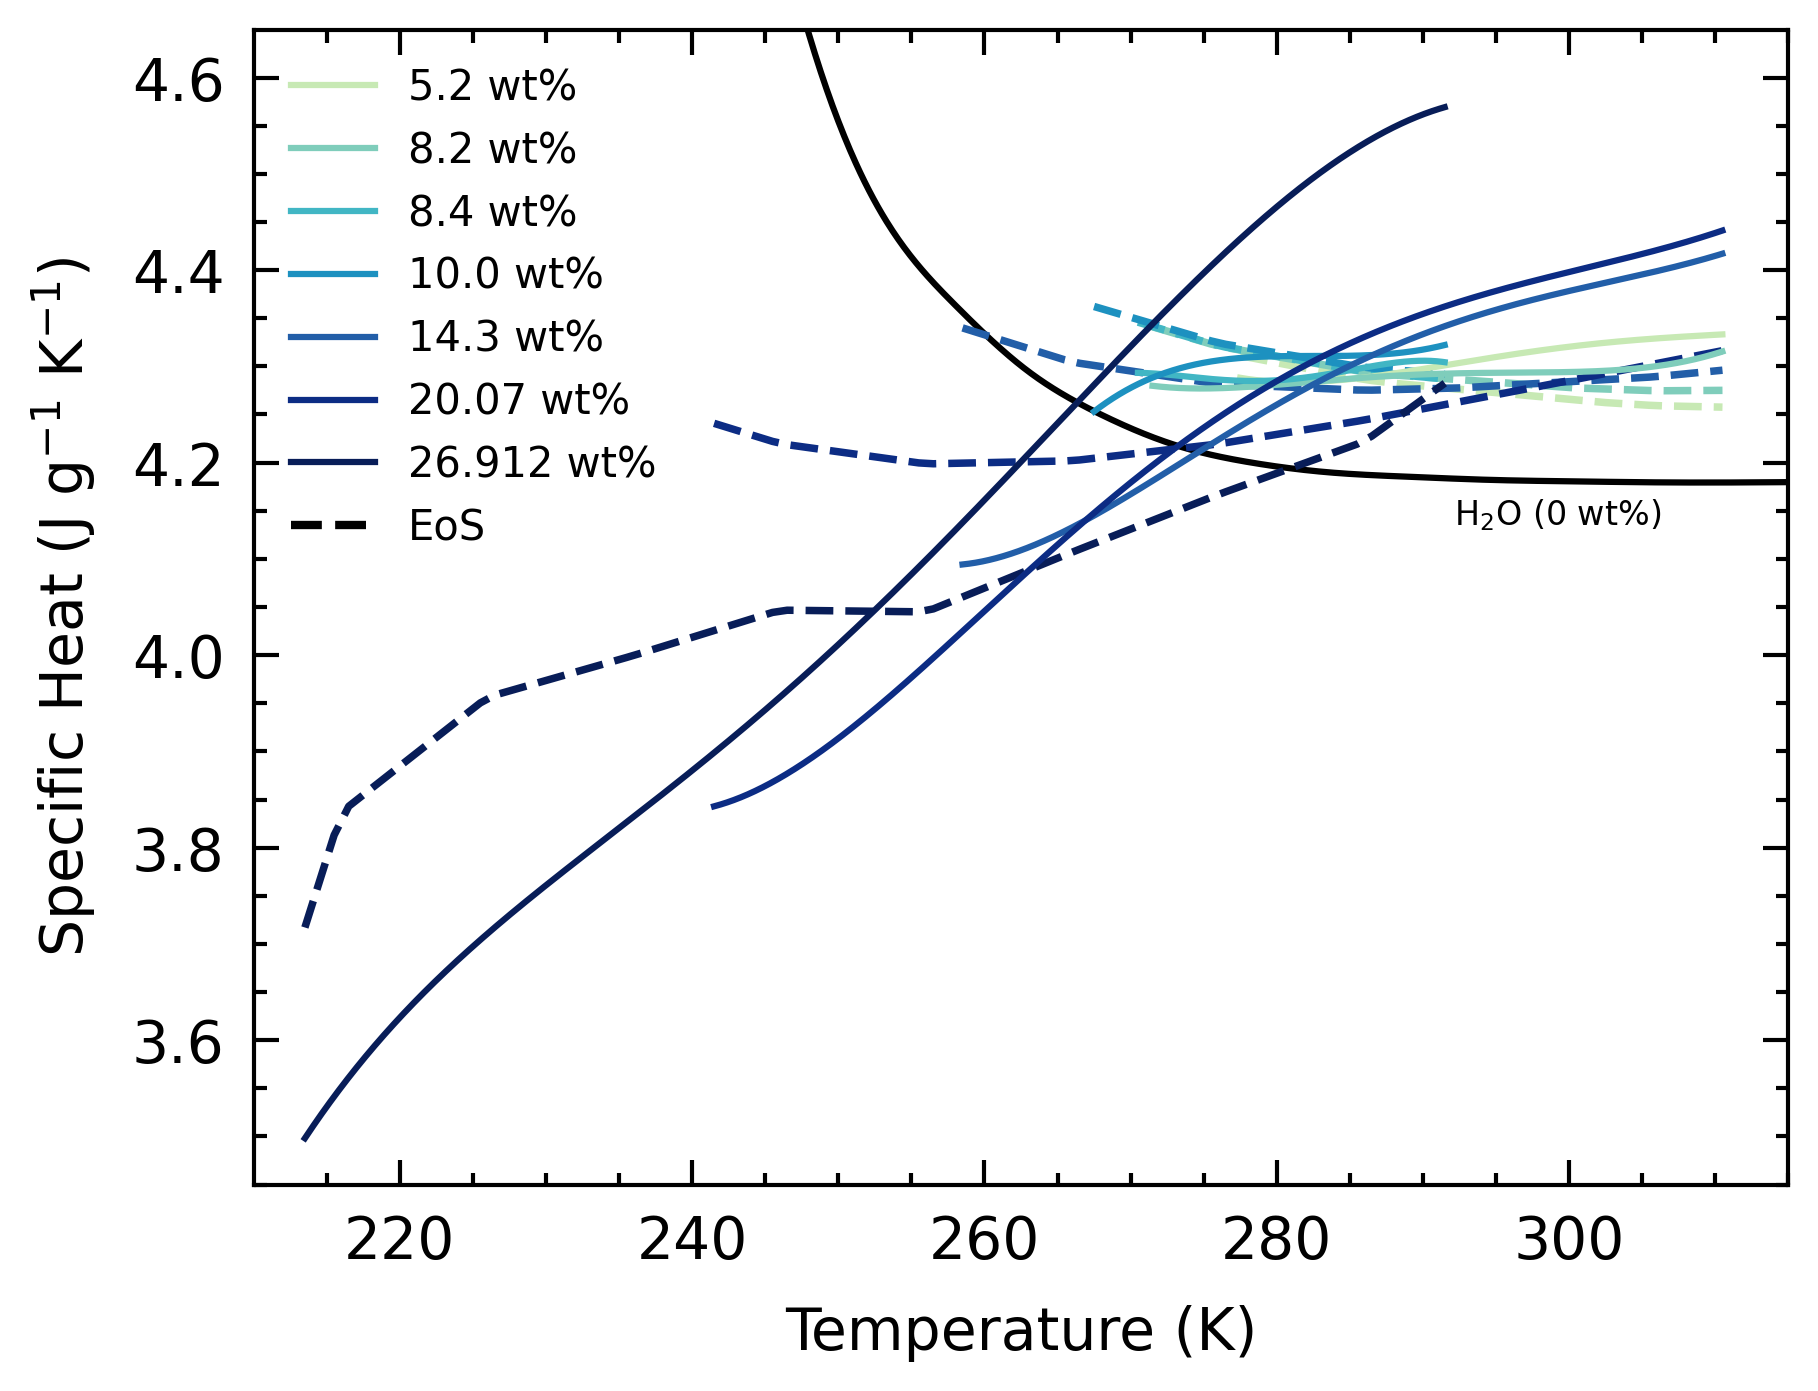 Specific Heat (J g⁻¹ K⁻¹)
4.6
4.4
4.2
4.0
3.8
3.6
5.2 wt%
8.2 wt%
8.4 wt%
10.0 wt%
14.3 wt%
20.07 wt%
26.912 wt%
EoS
H₂O (0 wt%)
220 240 260 280 300
Temperature (K)